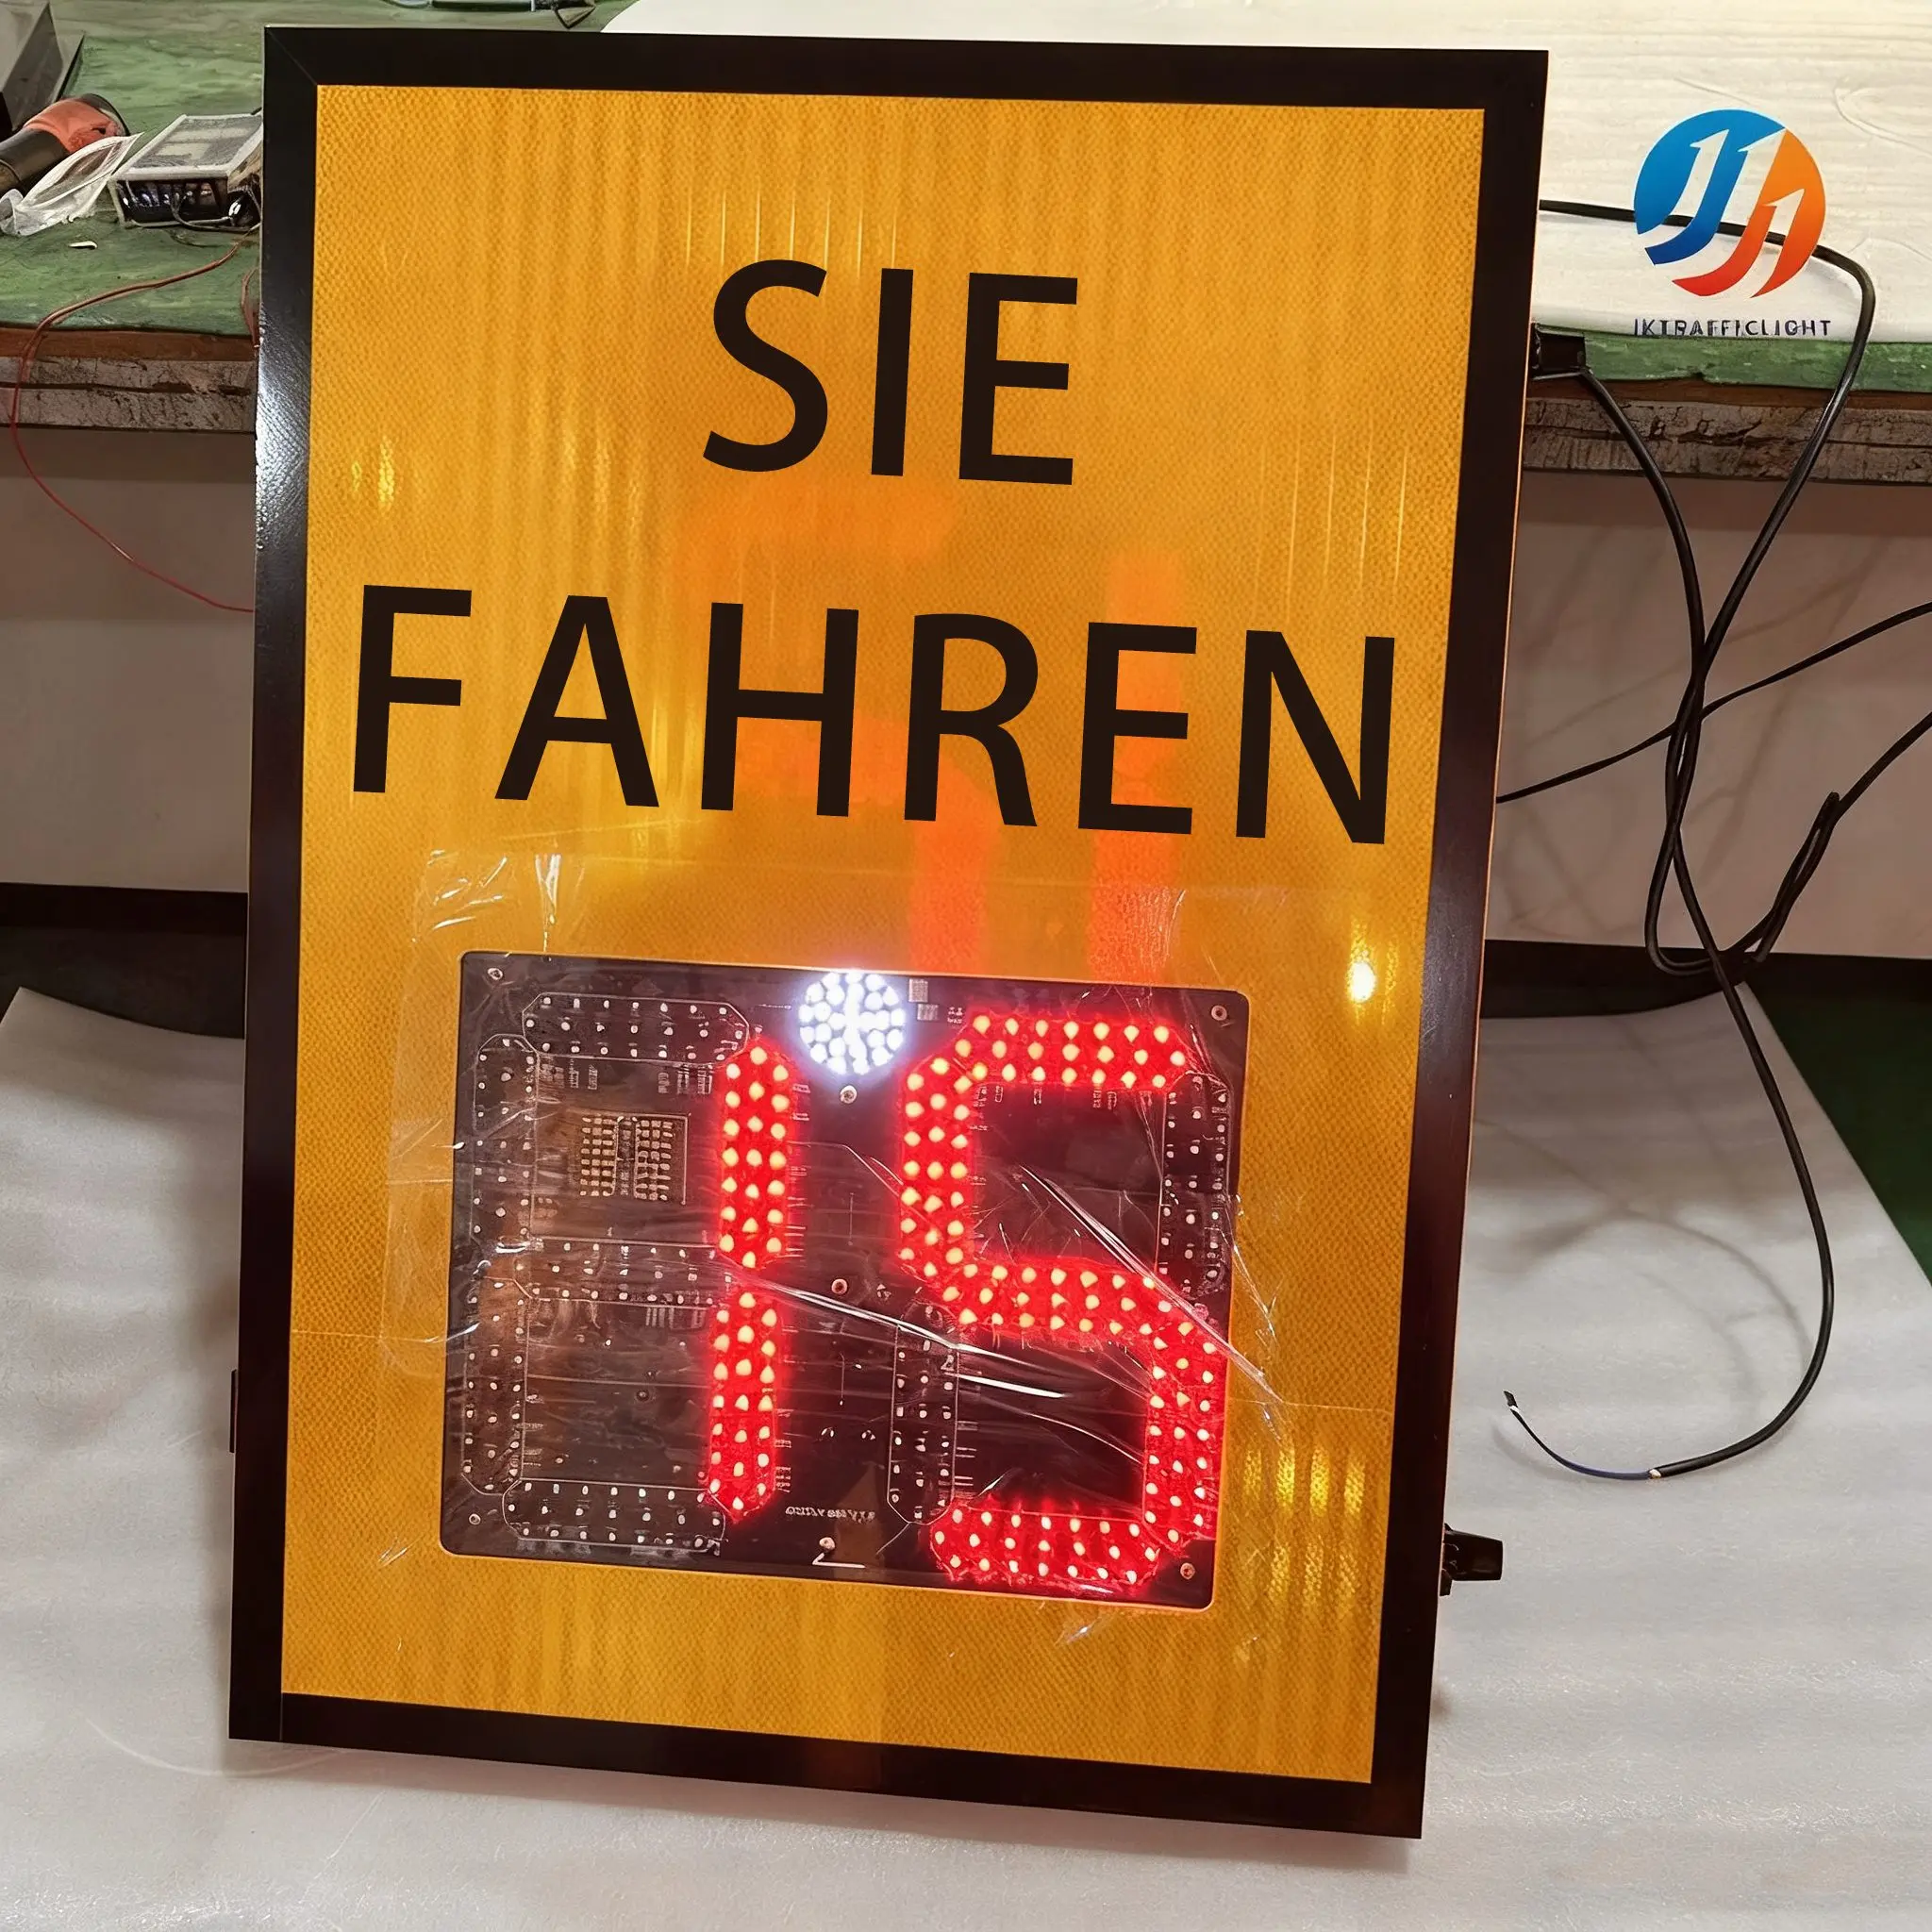 SIE
FAHREN
15
JKTRAFFICLIGHT